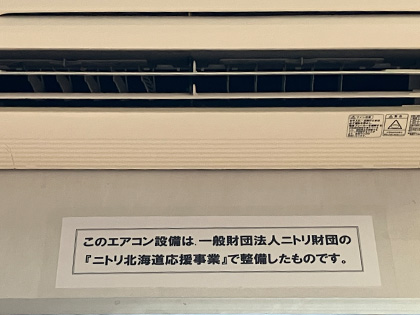 このエアコン設備は、一般財団法人ニトリ財団の
『ニトリ北海道応援事業』で整備したものです。